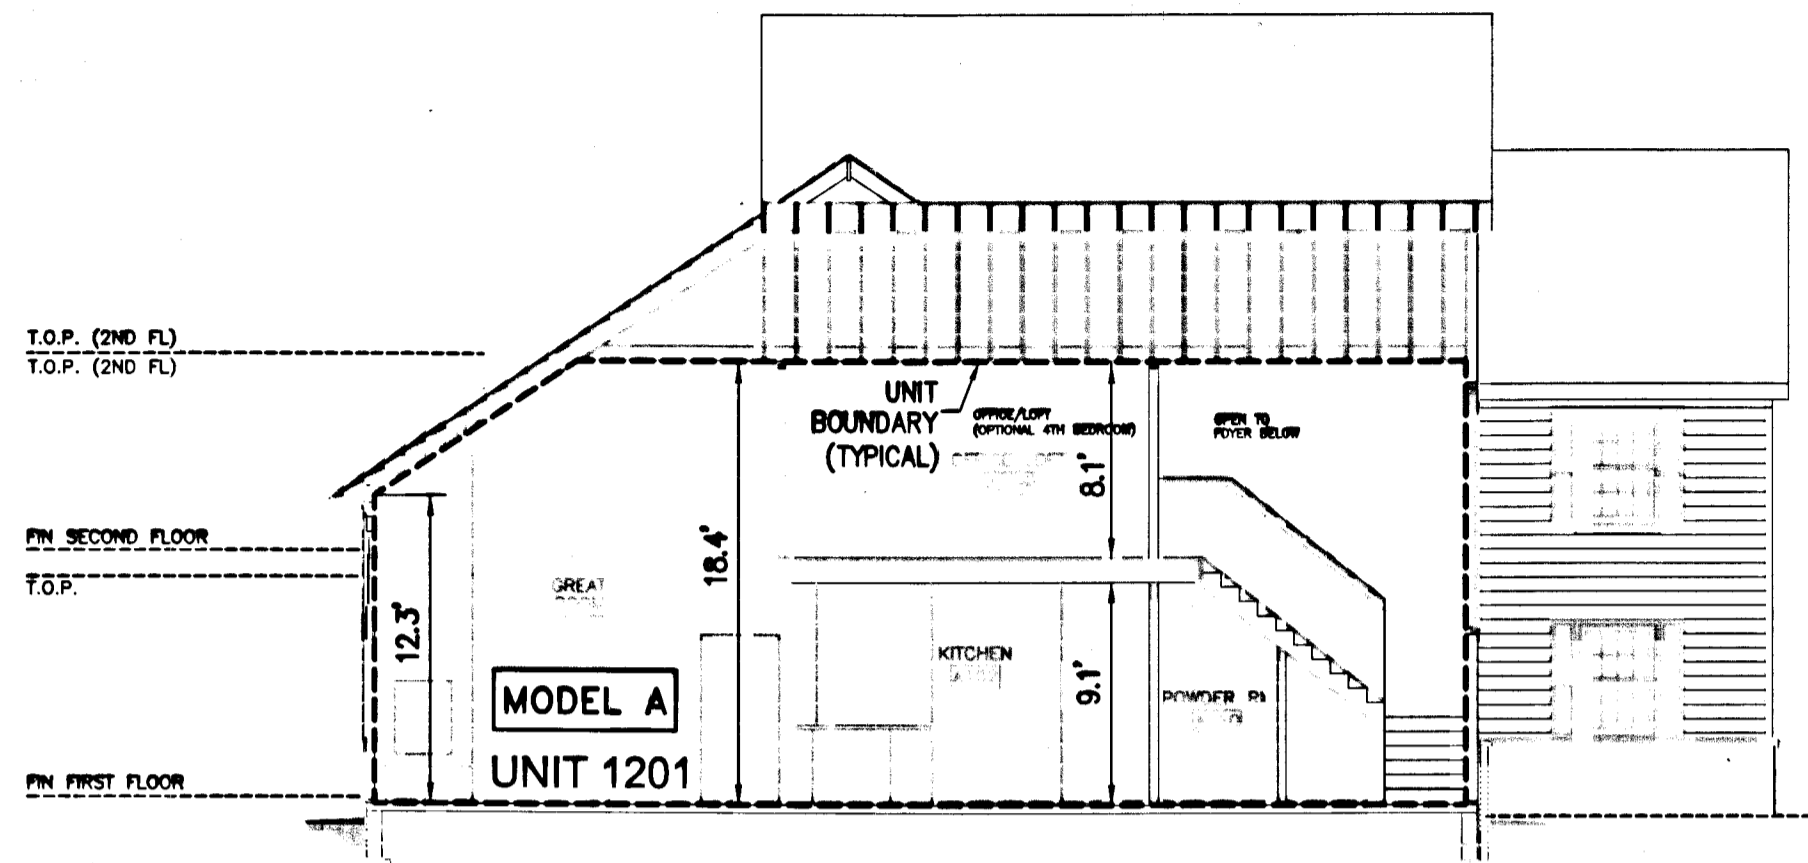 T.O.P. (2ND FL)
T.O.P. (2ND FL)
UNIT
BOUNDARY
(TYPICAL)
OFFICE/LOFT
(OPTIONAL 4TH BEDROOM)
OPEN TO
FOYER BELOW
8.1'
18.4'
FIN SECOND FLOOR
T.O.P.
12.3'
GREAT
KITCHEN
9.1'
MODEL A
POWDER
UNIT 1201
FIN FIRST FLOOR